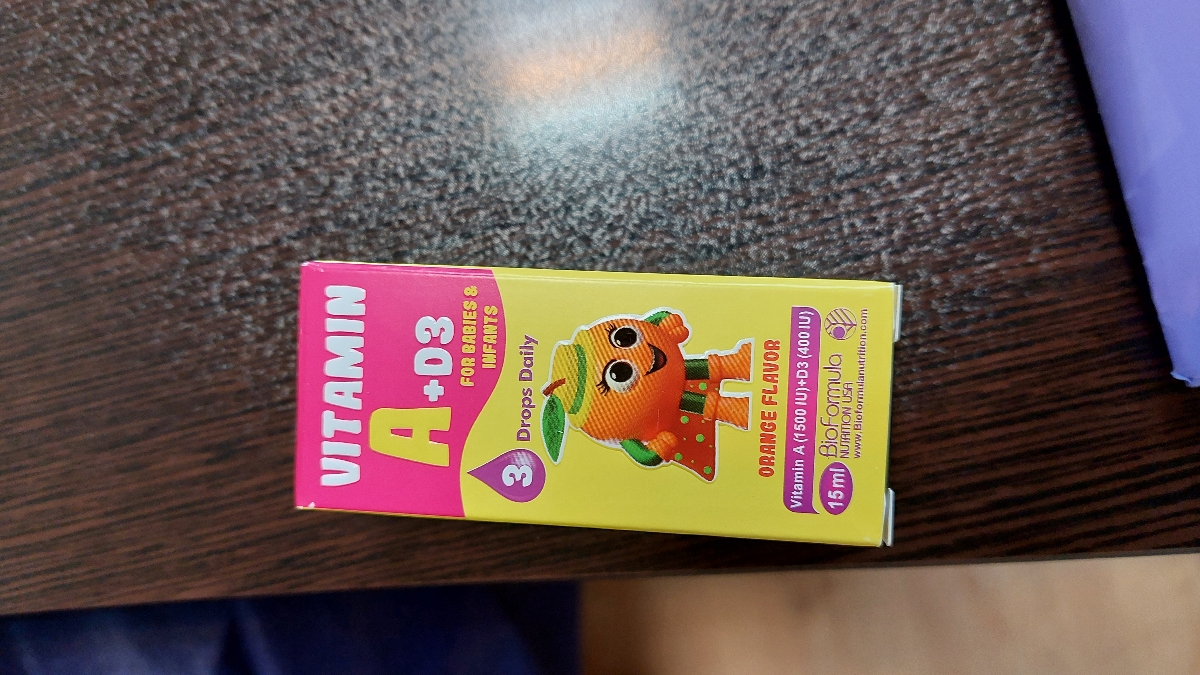 VITAMIN
A+D3
FOR BABIES &
INFANTS
3 Drops Daily
ORANGE FLAVOR
Vitamin A (1500 IU)+D3 (400 IU)
15ml
BioFormula
NUTRITION USA
www.Bioformulanutrition.com